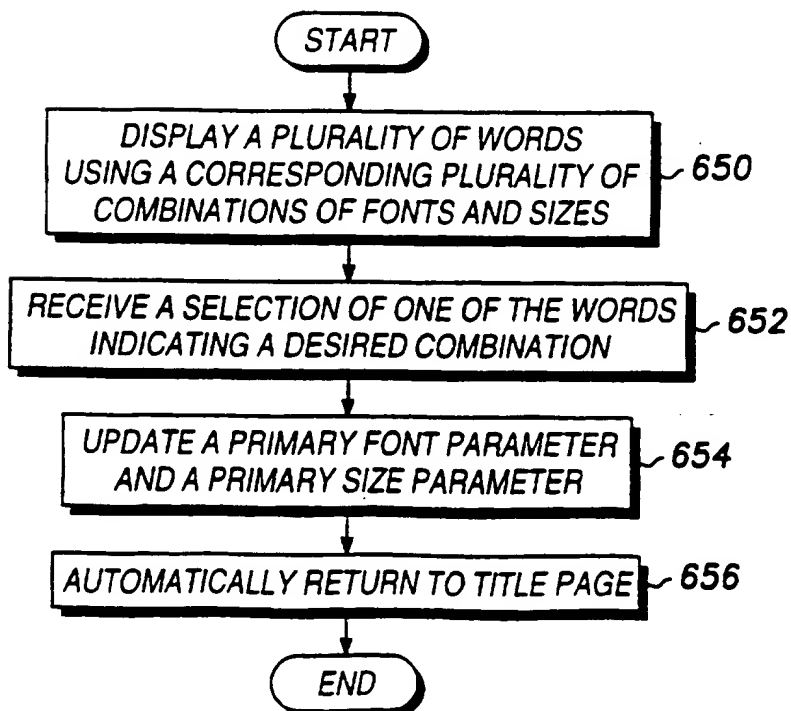 START
DISPLAY A PLURALITY OF WORDS
USING A CORRESPONDING PLURALITY OF
COMBINATIONS OF FONTS AND SIZES
650
RECEIVE A SELECTION OF ONE OF THE WORDS
INDICATING A DESIRED COMBINATION
652
UPDATE A PRIMARY FONT PARAMETER
AND A PRIMARY SIZE PARAMETER
654
AUTOMATICALLY RETURN TO TITLE PAGE
656
END